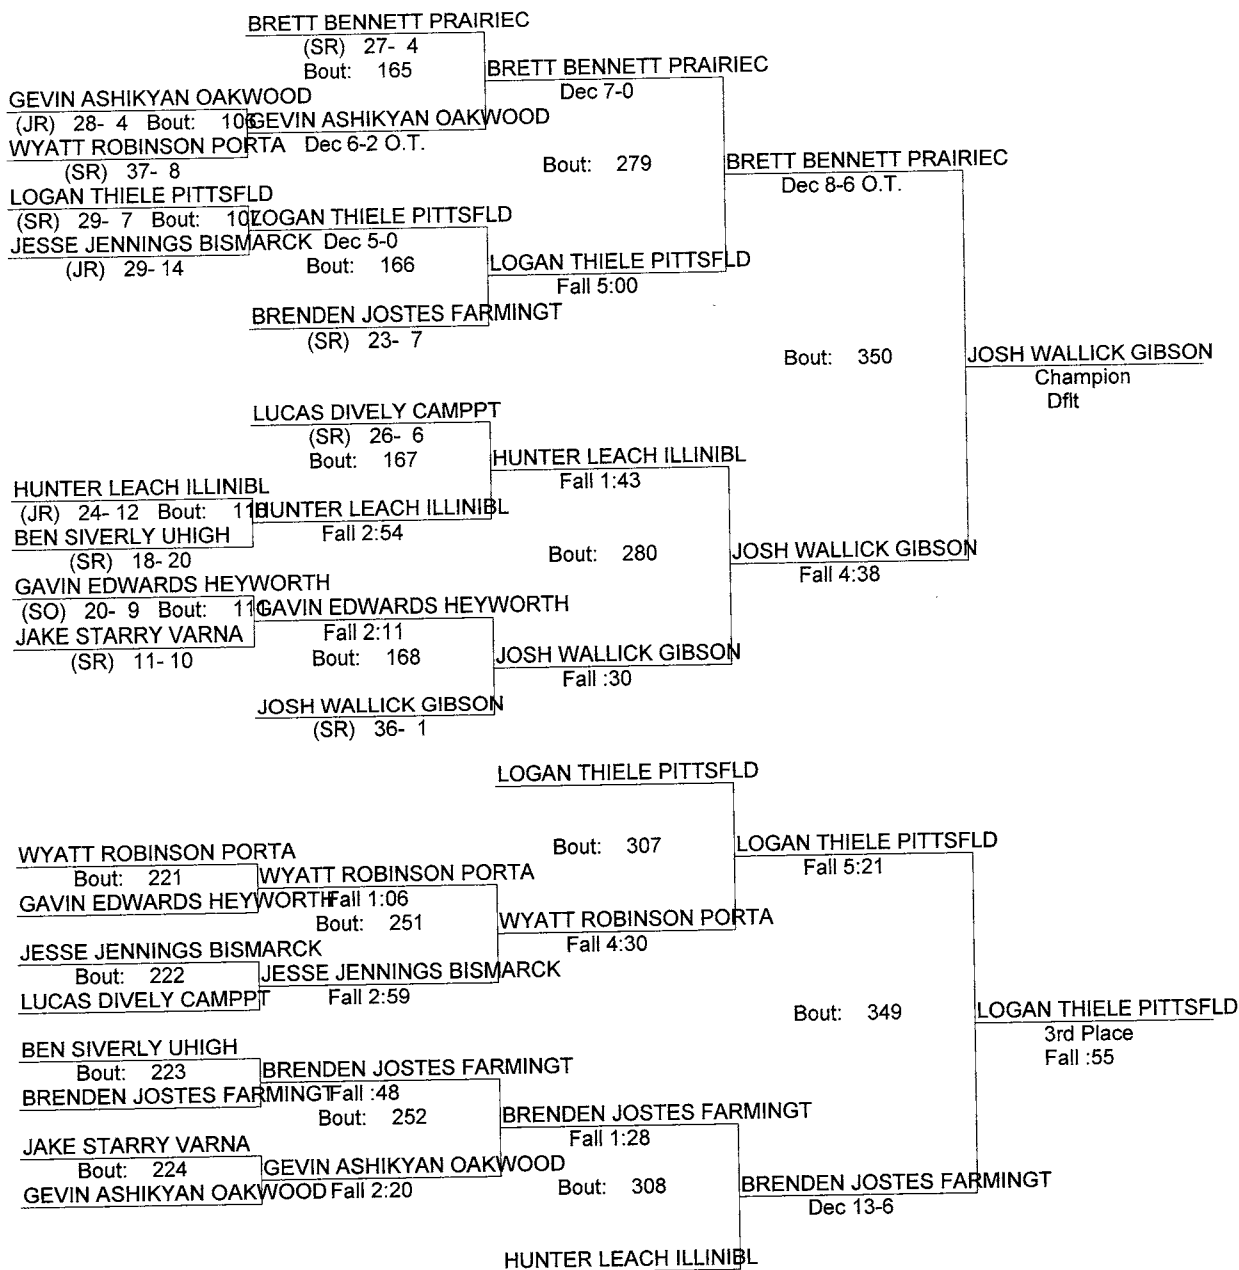 BRETT BENNETT PRAIRIEC
(SR) 27- 4
Bout: 165
BRETT BENNETT PRAIRIEC
Dec 7-0
GEVIN ASHIKYAN OAKWOOD
(JR) 28- 4 Bout: 106
GEVIN ASHIKYAN OAKWOOD
WYATT ROBINSON PORTA
Dec 6-2 O.T.
(SR) 37- 8
Bout: 279
BRETT BENNETT PRAIRIEC
Dec 8-6 O.T.
LOGAN THIELE PITTSFLD
(SR) 29- 7 Bout: 107
LOGAN THIELE PITTSFLD
JESSE JENNINGS BISMARCK
Dec 5-0
(JR) 29- 14
Bout: 166
LOGAN THIELE PITTSFLD
Fall 5:00
BRENDEN JOSTES FARMINGT
(SR) 23- 7
Bout: 350
JOSH WALLICK GIBSON
Champion
Dflt
LUCAS DIVELY CAMPPT
(SR) 26- 6
Bout: 167
HUNTER LEACH ILLINIBL
Fall 1:43
HUNTER LEACH ILLINIBL
(JR) 24- 12 Bout: 110
HUNTER LEACH ILLINIBL
BEN SIVERLY UHIGH
Fall 2:54
(SR) 18- 20
Bout: 280
JOSH WALLICK GIBSON
Fall 4:38
GAVIN EDWARDS HEYWORTH
(SO) 20- 9 Bout: 111
GAVIN EDWARDS HEYWORTH
JAKE STARRY VARNA
Fall 2:11
(SR) 11- 10
Bout: 168
JOSH WALLICK GIBSON
Fall :30
JOSH WALLICK GIBSON
(SR) 36- 1
LOGAN THIELE PITTSFLD
Bout: 307
LOGAN THIELE PITTSFLD
Fall 5:21
WYATT ROBINSON PORTA
Bout: 221
WYATT ROBINSON PORTA
GAVIN EDWARDS HEYWORTH
Fall 1:06
Bout: 251
WYATT ROBINSON PORTA
Fall 4:30
JESSE JENNINGS BISMARCK
Bout: 222
JESSE JENNINGS BISMARCK
LUCAS DIVELY CAMPPT
Fall 2:59
Bout: 349
LOGAN THIELE PITTSFLD
3rd Place
Fall :55
BEN SIVERLY UHIGH
Bout: 223
BRENDEN JOSTES FARMINGT
BRENDEN JOSTES FARMINGT
Fall :48
Bout: 252
BRENDEN JOSTES FARMINGT
Fall 1:28
JAKE STARRY VARNA
Bout: 224
GEVIN ASHIKYAN OAKWOOD
GEVIN ASHIKYAN OAKWOOD
Fall 2:20
Bout: 308
BRENDEN JOSTES FARMINGT
Dec 13-6
HUNTER LEACH ILLINIBL